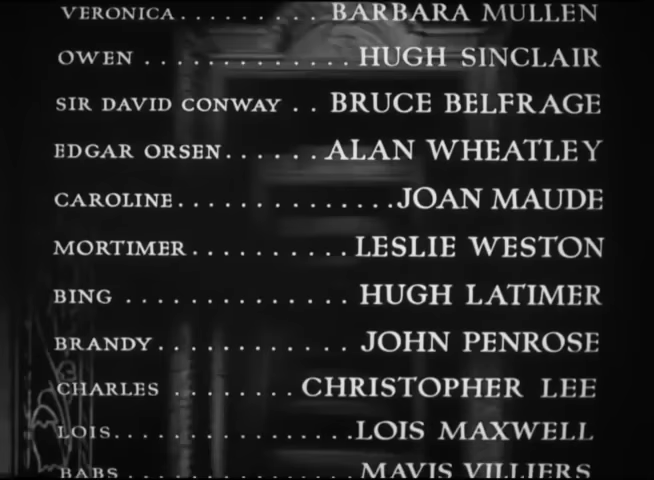 VERONICA......... BARBARA MULLEN
OWEN ............. HUGH SINCLAIR
SIR DAVID CONWAY .. BRUCE BELFRAGE
EDGAR ORSEN...... ALAN WHEATLEY
CAROLINE..............JOAN MAUDE
MORTIMER.......... LESLIE WESTON
BING .............. HUGH LATIMER
BRANDY............ JOHN PENROSE
CHARLES ........ CHRISTOPHER LEE
LOIS...............LOIS MAXWELL
BABS .............. MAVIS VILLIERS